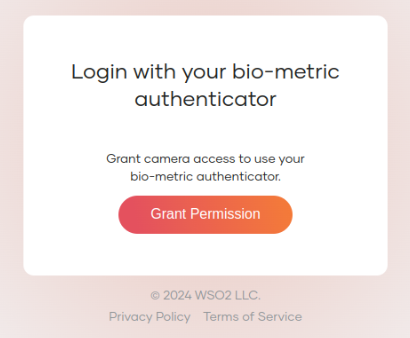 Login with your bio-metric
authenticator
Grant camera access to use your
bio-metric authenticator.
Grant Permission
© 2024 WSO2 LLC.
Privacy Policy Terms of Service